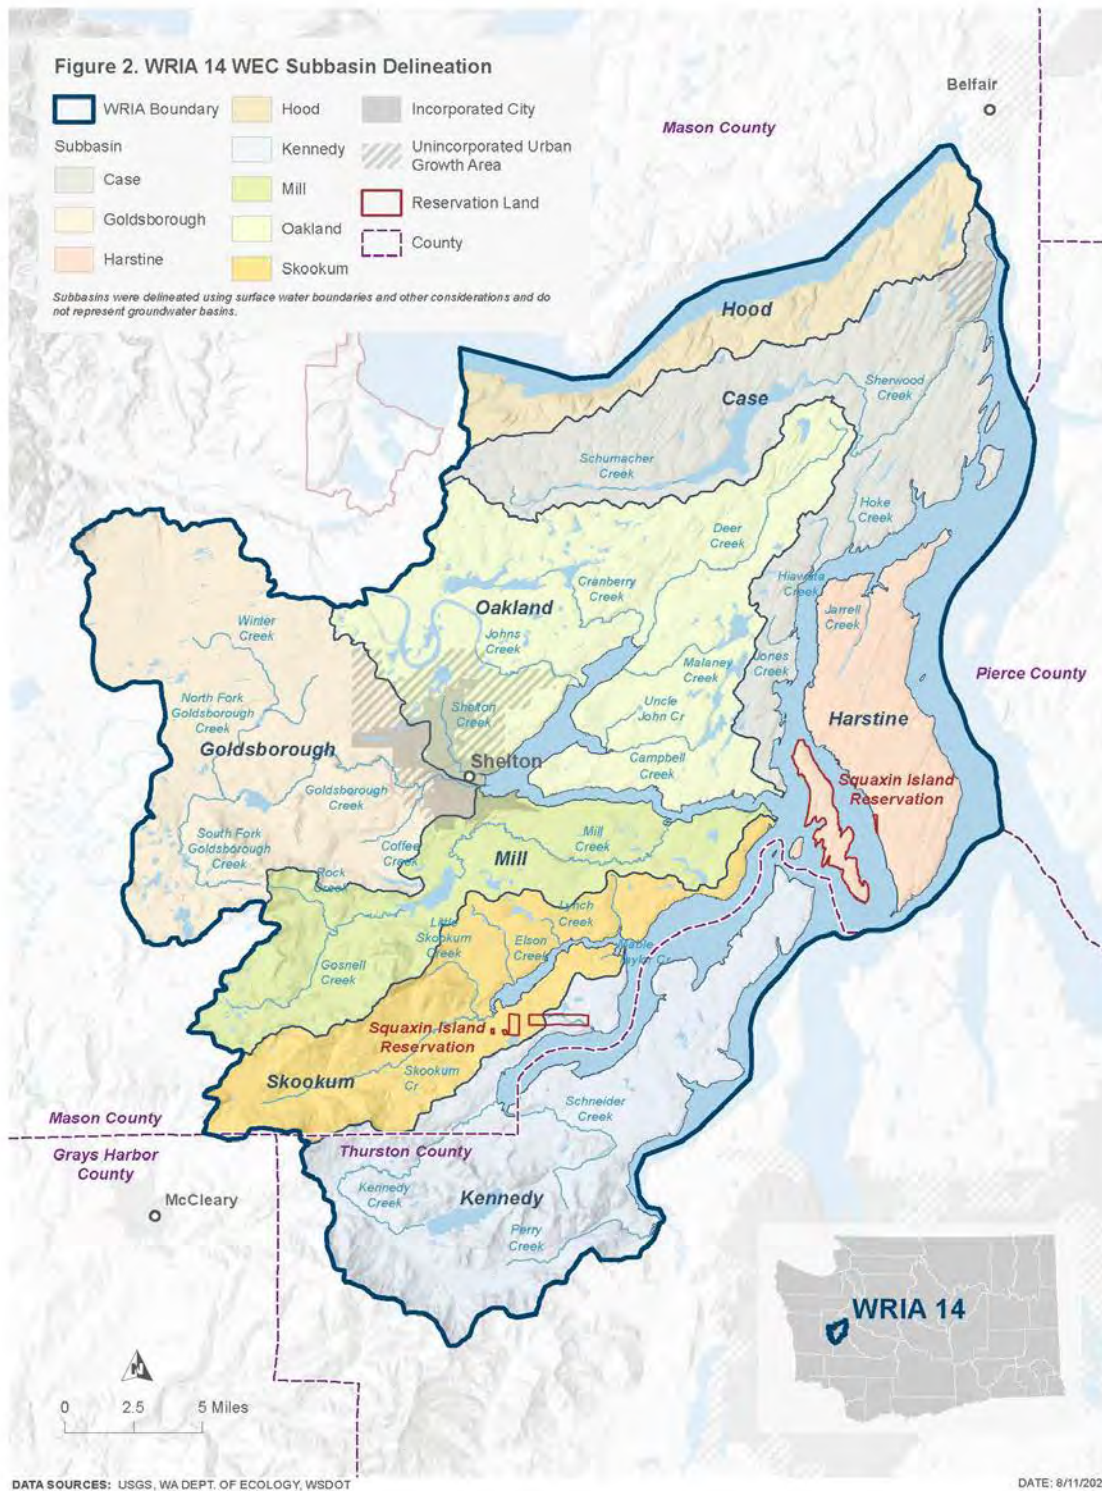 Figure 2. WRIA 14 WEC Subbasin Delineation
WRIA Boundary
Subbasin
Case
Goldsborough
Harstine
Hood
Kennedy
Mill
Oakland
Skookum
Incorporated City
Unincorporated Urban
Growth Area
Reservation Land
County
Subbasins were delineated using surface water boundaries and other considerations and do
not represent groundwater basins.
Belfair
Mason County
Hood
Case
Sherwood
Creek
Schumacher
Creek
Hoke
Creek
Deer
Creek
Cranberry
Creek
Hiawata
Creek
Oakland
Johns
Creek
Jarrell
Creek
Winter
Creek
Malaney
Creek
Jones
Creek
Pierce County
North Fork
Goldsborough
Creek
Shelton
Creek
Uncle
John Cr
Harstine
Goldsborough
Shelton
Campbell
Creek
Squaxin Island
Reservation
Goldsborough
Creek
South Fork
Goldsborough
Creek
Coffee
Creek
Mill
Creek
Mill
Rock
Creek
Lynch
Creek
Little
Skookum
Creek
Elson
Creek
Gosnell
Creek
Squaxin Island
Reservation
Skookum
Skookum
Cr
Schneider
Creek
Mason County
Grays Harbor
County
Thurston County
McCleary
Kennedy
Creek
Kennedy
Perry
Creek
WRIA 14
N
0 2.5 5 Miles
DATA SOURCES: USGS, WA DEPT. OF ECOLOGY, WSDOT
DATE: 8/11/202